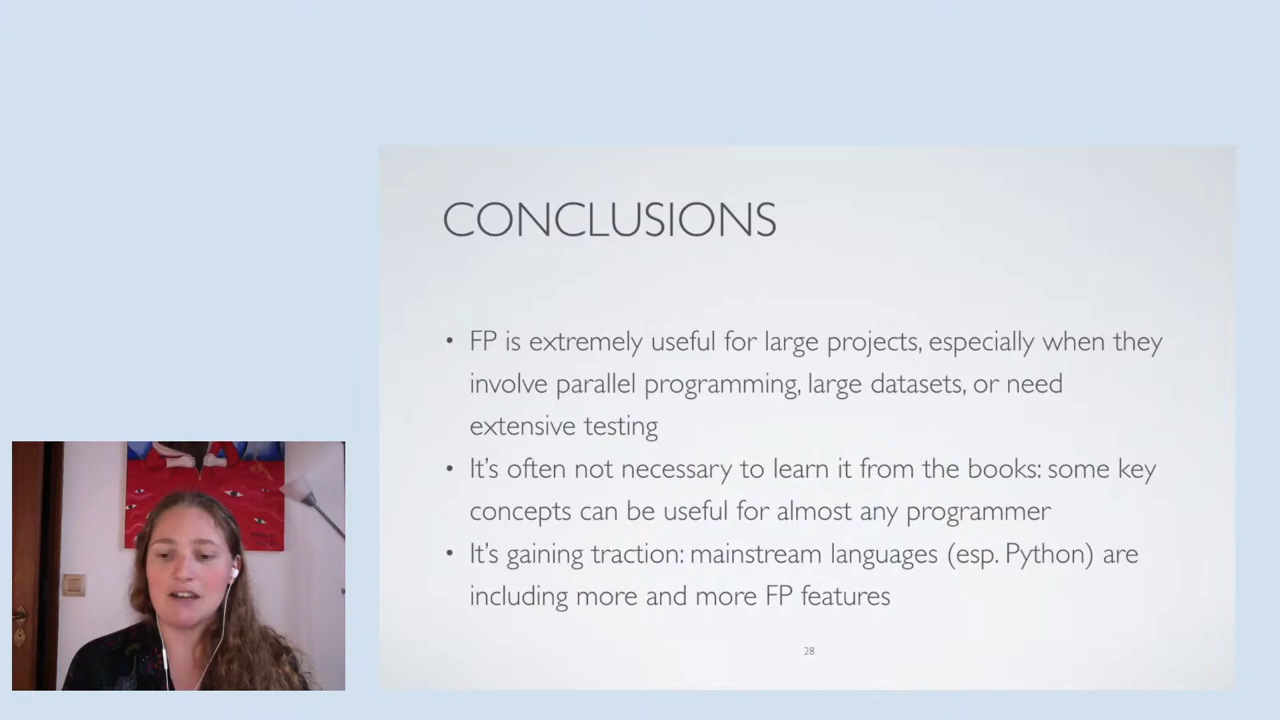 CONCLUSIONS
• FP is extremely useful for large projects, especially when they
involve parallel programming, large datasets, or need
extensive testing
• It's often not necessary to learn it from the books: some key
concepts can be useful for almost any programmer
• It's gaining traction: mainstream languages (esp. Python) are
including more and more FP features
28